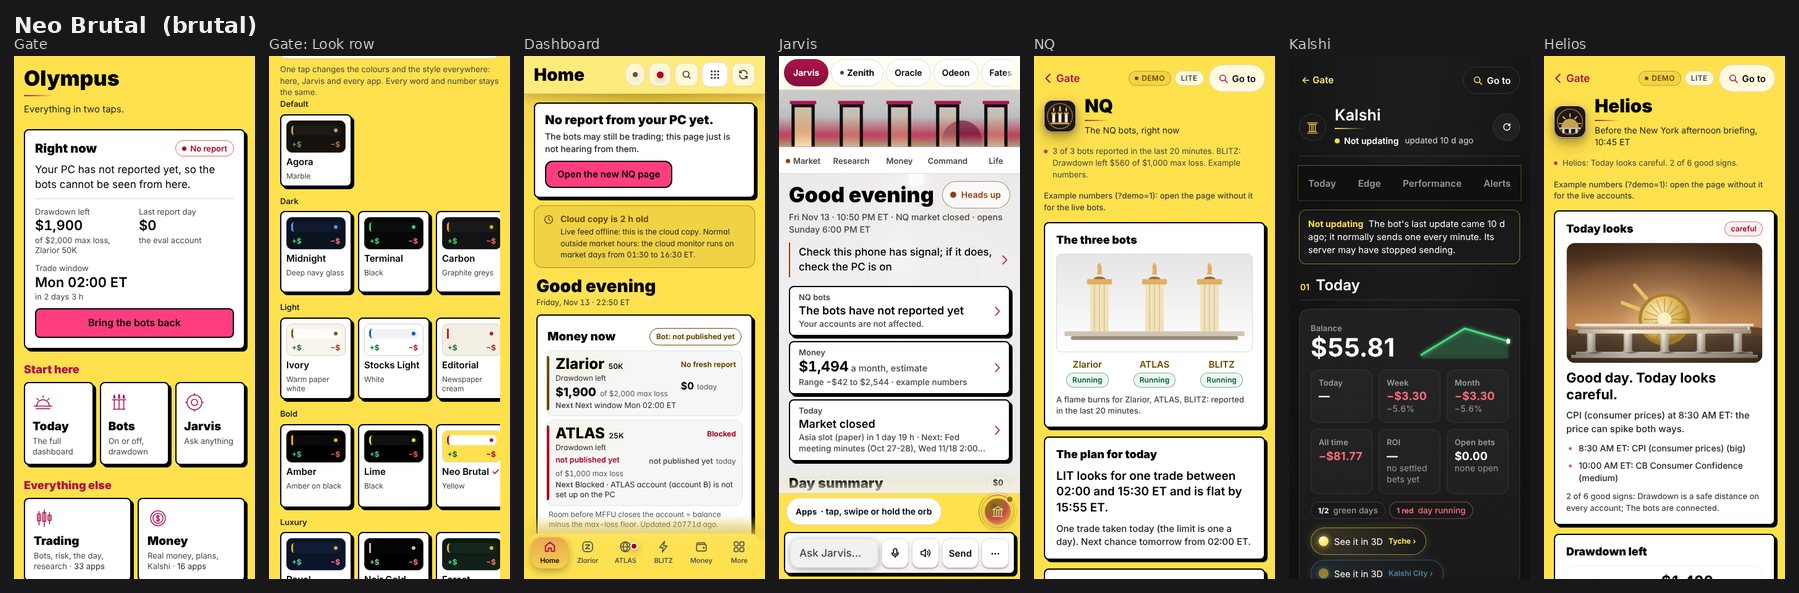 Neo Brutal (brutal)
Gate
Olympus
Everything in two taps.
Right now
No report
Your PC has not reported yet, so the
bots cannot be seen from here.
Drawdown left
Last report day
$1,900
$0
of $2,000 max loss,
Zlarior 50K
the eval account
Trade window
Mon 02:00 ET
in 2 days 3 h
Bring the bots back
Start here
Today
The full
dashboard
Bots
On or off,
drawdown
Jarvis
Ask anything
Everything else
Trading
Bots, risk, the day,
research · 33 apps
Money
Real money, plans,
Kalshi · 16 apps
Gate: Look row
One tap changes the colours and the style everywhere:
here, Jarvis and every app. Every word and number stays
the same.
Default
+$ −$
Agora
Marble
Dark
+$ −$
+$ −$
+$ −$
Midnight
Deep navy glass
Terminal
Black
Carbon
Graphite greys
Light
+$ −$
+$ −$
+$ −$
Ivory
Warm paper
white
Stocks Light
White
Editorial
Newspaper
cream
Bold
+$ −$
+$ −$
+$ −$
Amber
Amber on black
Lime
Black
Neo Brutal ✓
Yellow
Luxury
+$ −$
+$ −$
+$ −$
Dashboard
Home
No report from your PC yet.
The bots may still be trading; this page just is
not hearing from them.
Open the new NQ page
Cloud copy is 2 h old
Live feed offline: this is the cloud copy. Normal
outside market hours: the cloud monitor runs on
market days from 01:30 to 16:30 ET.
Good evening
Friday, Nov 13 · 22:50 ET
Money now
Bot: not published yet
Zlarior 50K
No fresh report
Drawdown left
$1,900 of $2,000 max loss
$0 today
Next Next window Mon 02:00 ET
ATLAS 25K
Blocked
Drawdown left
not published yet
not published yet today
of $1,000 max loss
Next Blocked · ATLAS account (account B) is not
set up on the PC
Room before MFFU closes the account = balance
minus the max-loss floor. Updated 20771d ago.
Home
Zlarior
ATLAS
BLITZ
Money
More
Jarvis
Jarvis
Zenith
Oracle
Odeon
Fates
Market
Research
Money
Command
Life
Good evening
Heads up
Fri Nov 13 · 10:50 PM ET · NQ market closed · opens
Sunday 6:00 PM ET
Check this phone has signal; if it does,
check the PC is on
NQ bots
The bots have not reported yet
Your accounts are not affected.
Money
$1,494 a month, estimate
Range −$42 to $2,544 · example numbers
Today
Market closed
Asia slot (paper) in 1 day 19 h · Next: Fed
meeting minutes (Oct 27-28), Wed 11/18 2:00...
Day summary
$0
Apps · tap, swipe or hold the orb
Ask Jarvis...
Send
NQ
Gate
DEMO
LITE
Go to
NQ
The NQ bots, right now
3 of 3 bots reported in the last 20 minutes. BLITZ:
Drawdown left $560 of $1,000 max loss. Example
numbers.
Example numbers (?demo=1): open the page without it
for the live bots.
The three bots
Zlarior
ATLAS
BLITZ
Running
Running
Running
A flame burns for Zlarior, ATLAS, BLITZ: reported
in the last 20 minutes.
The plan for today
LIT looks for one trade between
02:00 and 15:30 ET and is flat by
15:55 ET.
One trade taken today (the limit is one a
day). Next chance tomorrow from 02:00 ET.
Kalshi
← Gate
Go to
Kalshi
Not updating updated 10 d ago
Today
Edge
Performance
Alerts
Not updating The bot's last update came 10 d
ago; it normally sends one every minute. Its
server may have stopped sending.
01 Today
Balance
$55.81
Today
—
Week
−$3.30
−5.6%
Month
−$3.30
−5.6%
All time
−$81.77
ROI
—
no settled
bets yet
Open bets
$0.00
none open
1/2 green days
1 red day running
See it in 3D Tyche ›
See it in 3D Kalshi City ›
Helios
Gate
DEMO
LITE
Go to
Helios
Before the New York afternoon briefing,
10:45 ET
Helios: Today looks careful. 2 of 6 good signs.
Example numbers (?demo=1): open the page without it
for the live accounts.
Today looks
careful
Good day. Today looks
careful.
CPI (consumer prices) at 8:30 AM ET: the
price can spike both ways.
8:30 AM ET: CPI (consumer prices) (big)
10:00 AM ET: CB Consumer Confidence
(medium)
2 of 6 good signs: Drawdown is a safe distance on
every account; The bots are connected.
Drawdown left